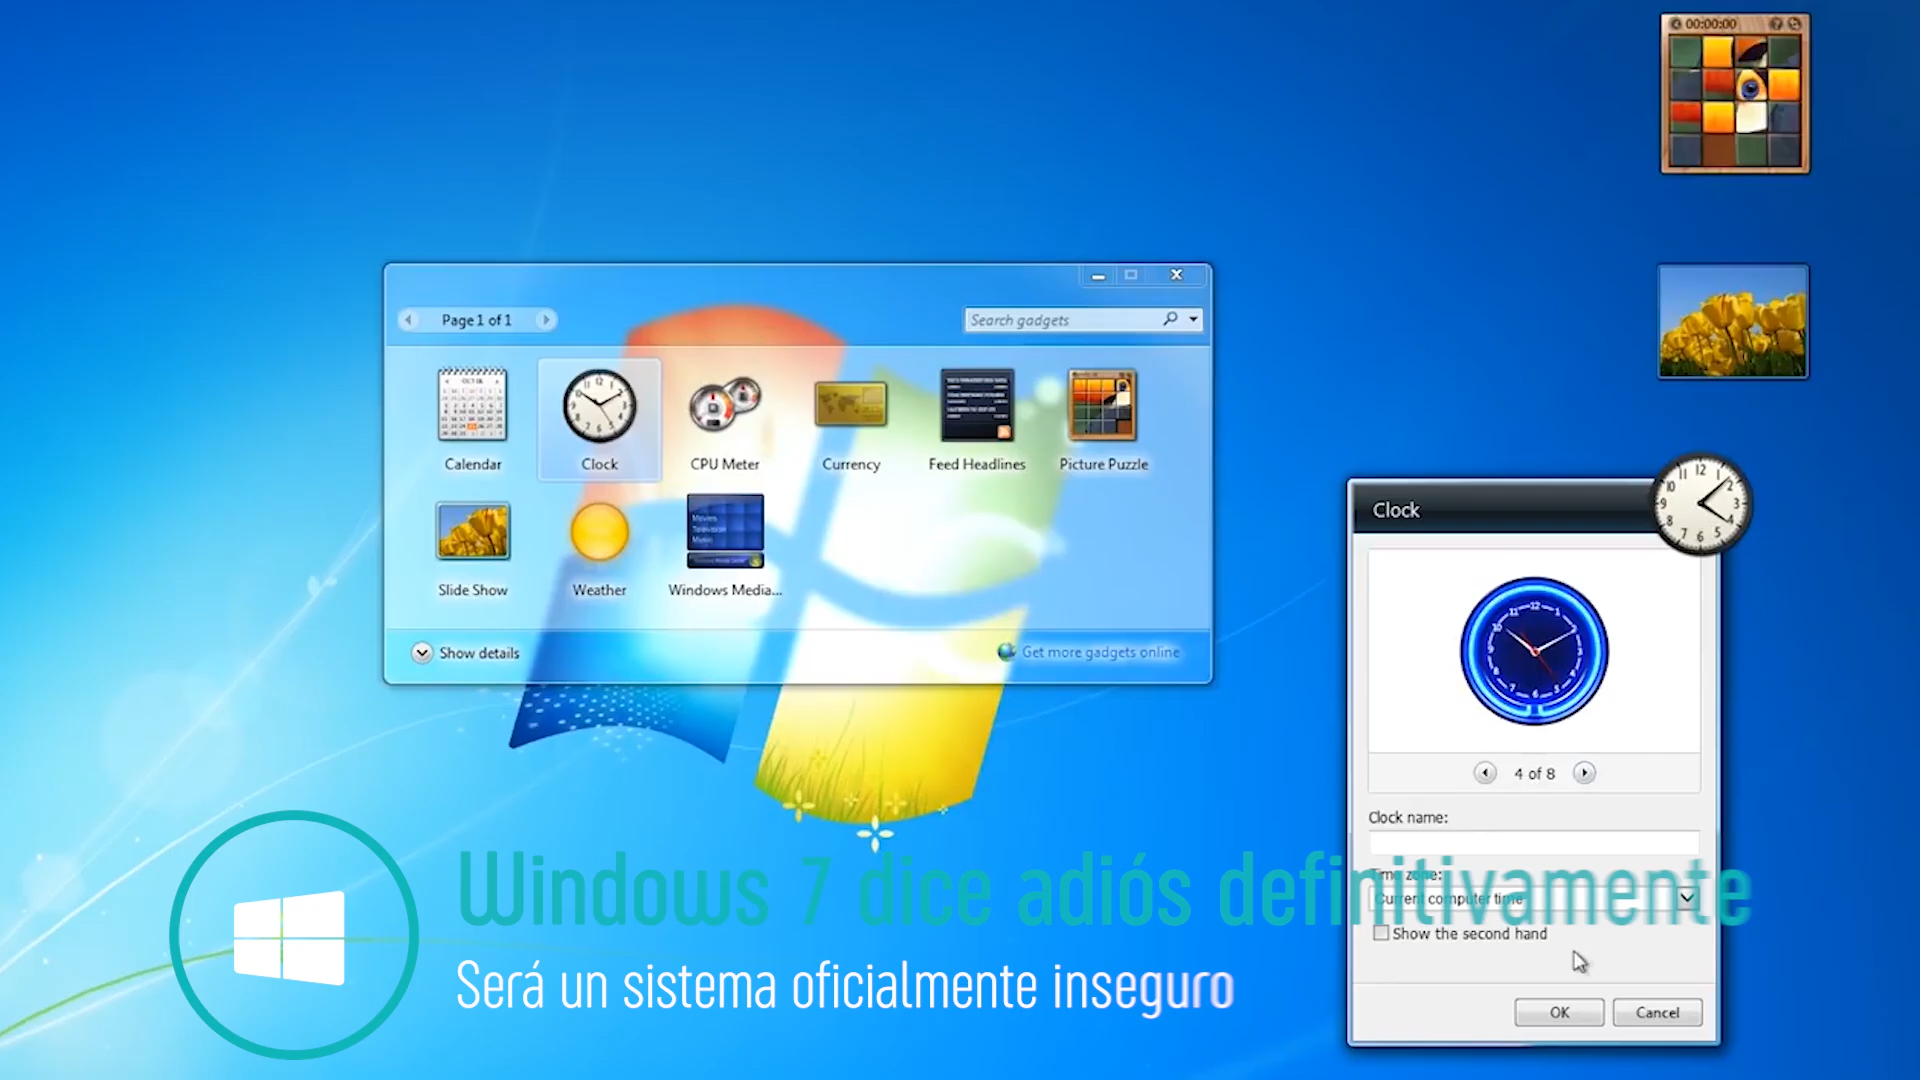 00:00:00
Page 1 of 1
Search gadgets
Calendar
Clock
CPU Meter
Currency
Feed Headlines
Picture Puzzle
Slide Show
Weather
Windows Media...
Show details
Get more gadgets online
Clock
4 of 8
Clock name:
Time zone:
Current computer time
Show the second hand
OK
Cancel
Windows 7 dice adiós definitivamente
Será un sistema oficialmente inseguro